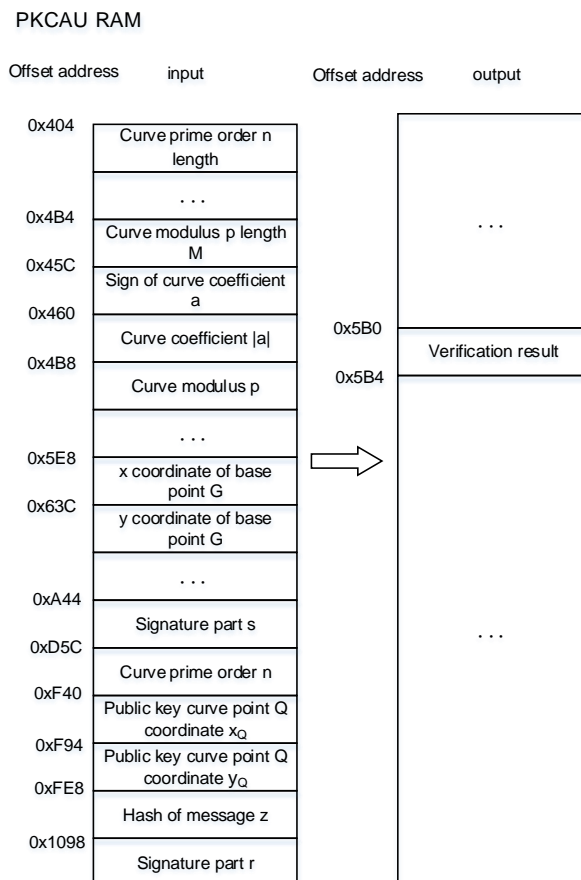 PKCAU RAM
Offset address input Offset address output
0x404
Curve prime order n
length
. . .
0x4B4
Curve modulus p length
M
0x45C
Sign of curve coefficient
a
0x460
Curve coefficient |a|
0x4B8
Curve modulus p
. . .
0x5E8
x coordinate of base
point G
0x63C
y coordinate of base
point G
. . .
0xA44
Signature part s
0xD5C
Curve prime order n
0xF40
Public key curve point Q
coordinate xQ
0xF94
Public key curve point Q
coordinate yQ
0xFE8
Hash of message z
0x1098
Signature part r
. . .
0x5B0
Verification result
0x5B4
. . .